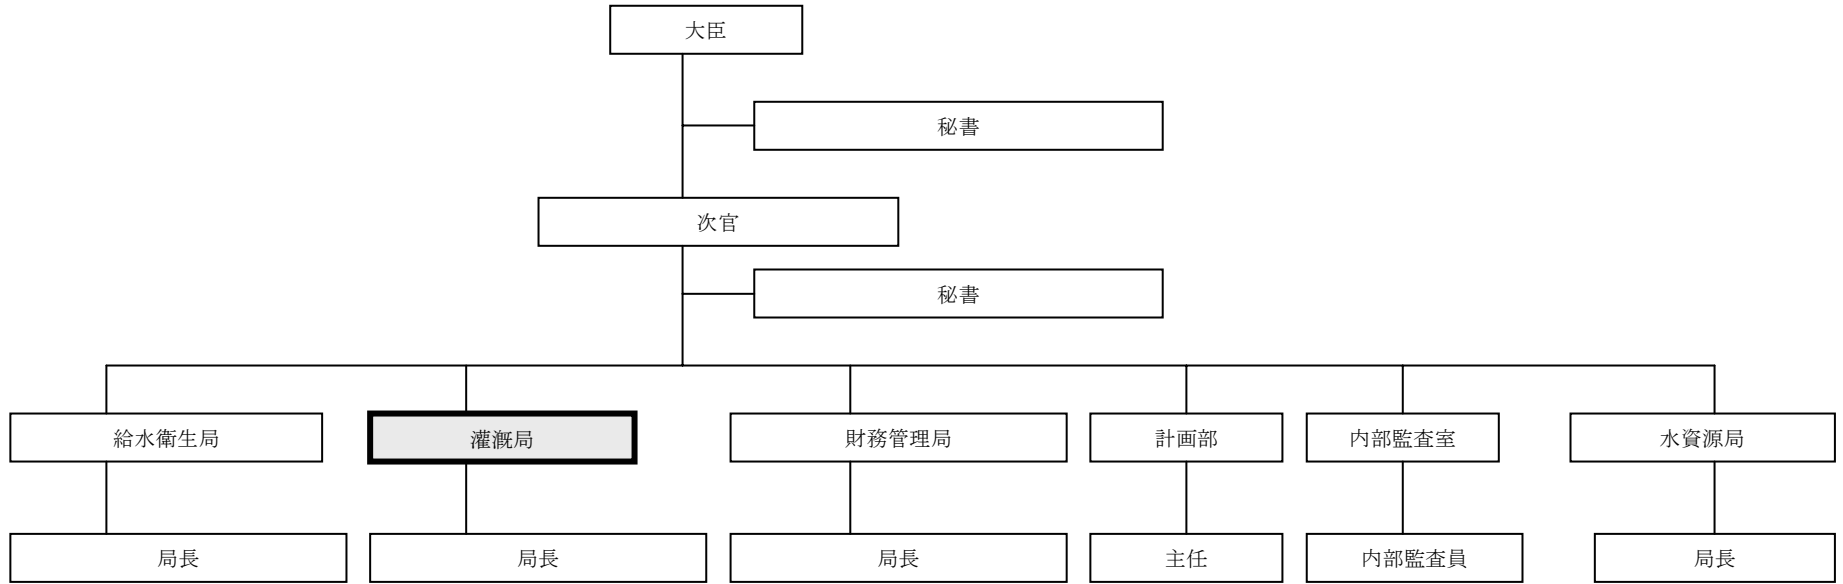 大臣
秘書
次官
秘書
給水衛生局
灌漑局
財務管理局
計画部
内部監査室
水資源局
局長
局長
局長
主任
内部監査員
局長